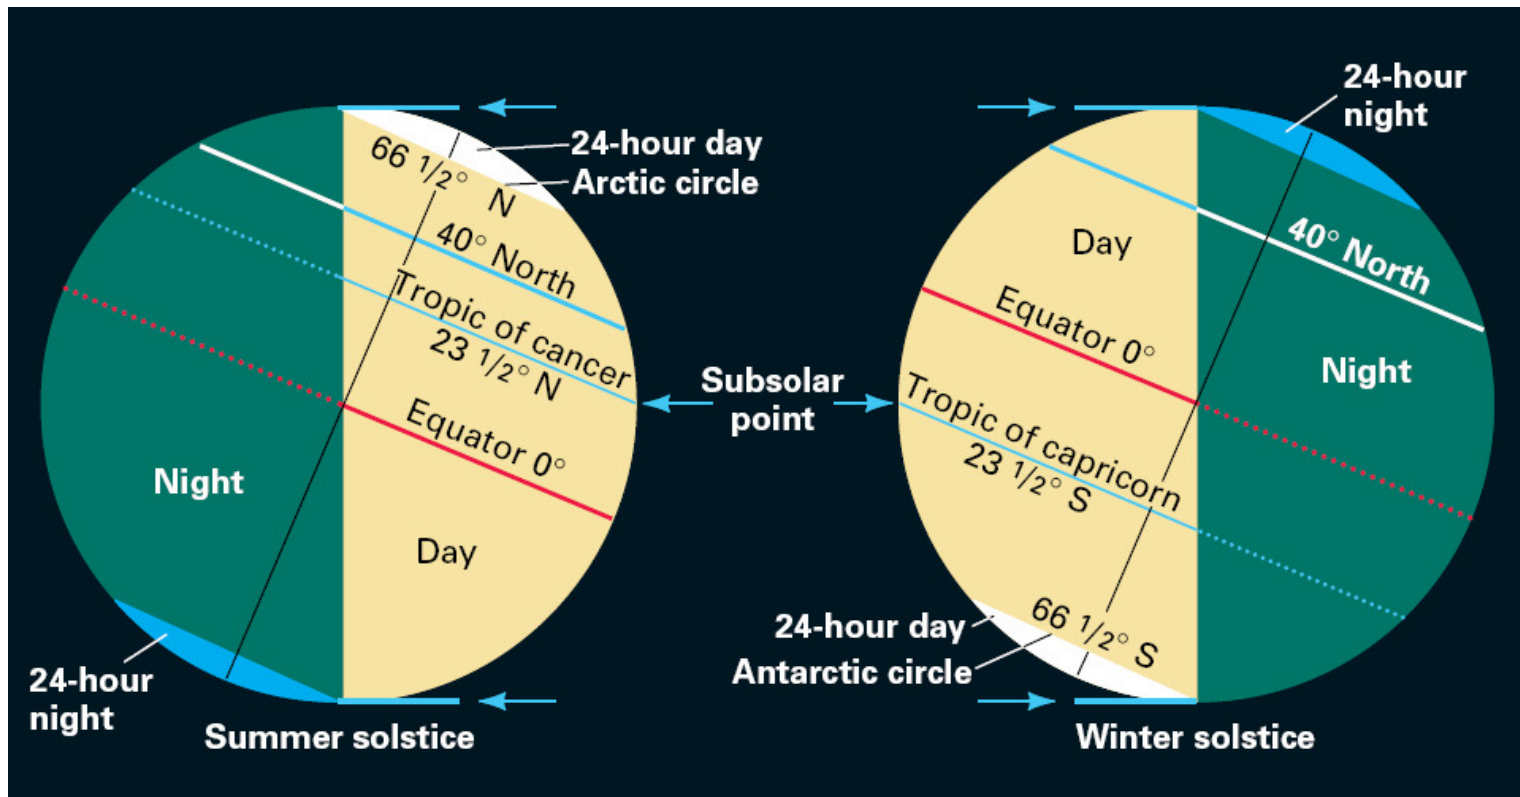 24-hour day
Arctic circle
66 1/2° N
40° North
Tropic of cancer
23 1/2° N
Equator 0°
Night
Day
24-hour
night
Summer solstice
Subsolar
point
24-hour
night
Day
40° North
Equator 0°
Night
Tropic of capricorn
23 1/2° S
66 1/2° S
24-hour day
Antarctic circle
Winter solstice